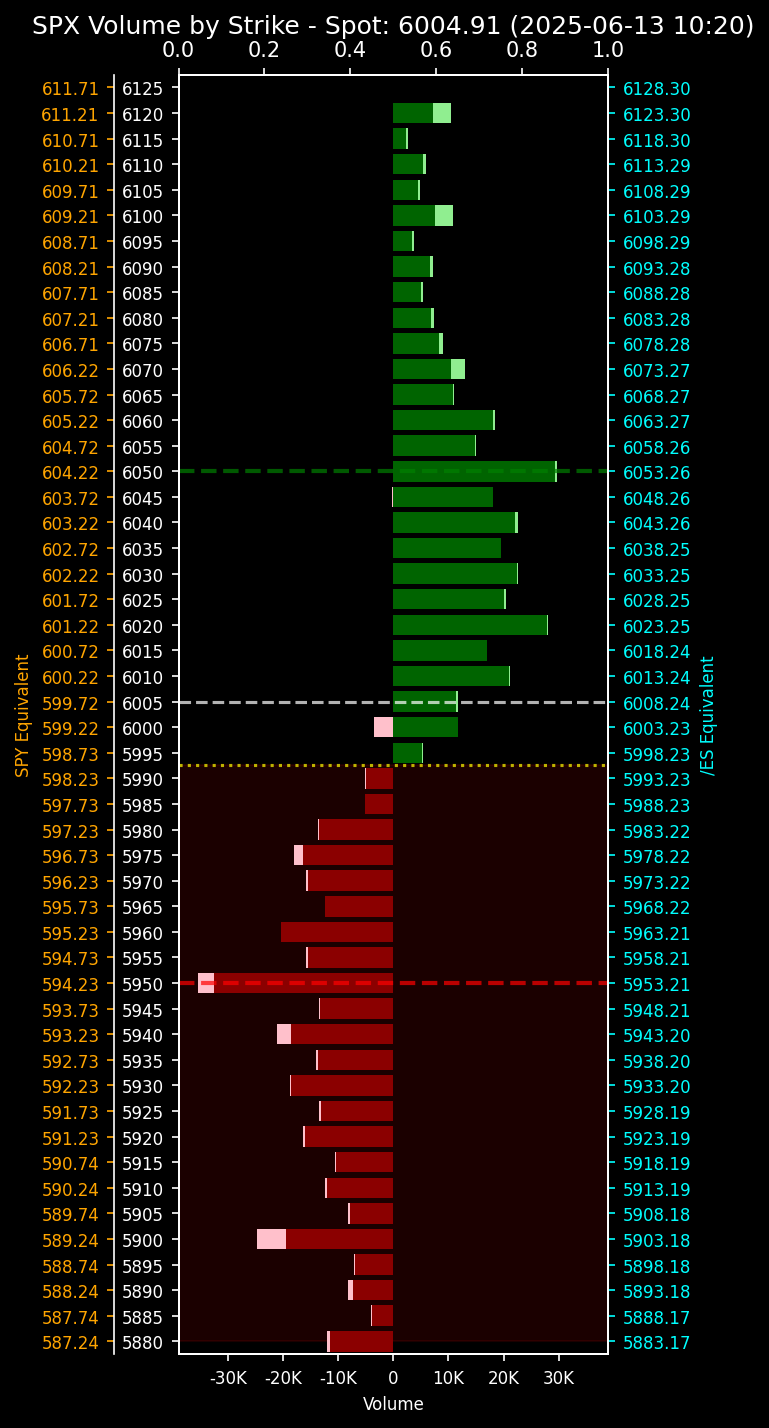 SPX Volume by Strike - Spot: 6004.91 (2025-06-13 10:20)
0.0 0.2 0.4 0.6 0.8 1.0
611.71 6125 6128.30
611.21 6120 6123.30
610.71 6115 6118.30
610.21 6110 6113.29
609.71 6105 6108.29
609.21 6100 6103.29
608.71 6095 6098.29
608.21 6090 6093.28
607.71 6085 6088.28
607.21 6080 6083.28
606.71 6075 6078.28
606.22 6070 6073.27
605.72 6065 6068.27
605.22 6060 6063.27
604.72 6055 6058.26
604.22 6050 6053.26
603.72 6045 6048.26
603.22 6040 6043.26
602.72 6035 6038.25
602.22 6030 6033.25
601.72 6025 6028.25
601.22 6020 6023.25
600.72 6015 6018.24
600.22 6010 6013.24
599.72 6005 6008.24
599.22 6000 6003.23
598.73 5995 5998.23
598.23 5990 5993.23
597.73 5985 5988.23
597.23 5980 5983.22
596.73 5975 5978.22
596.23 5970 5973.22
595.73 5965 5968.22
595.23 5960 5963.21
594.73 5955 5958.21
594.23 5950 5953.21
593.73 5945 5948.21
593.23 5940 5943.20
592.73 5935 5938.20
592.23 5930 5933.20
591.73 5925 5928.19
591.23 5920 5923.19
590.74 5915 5918.19
590.24 5910 5913.19
589.74 5905 5908.18
589.24 5900 5903.18
588.74 5895 5898.18
588.24 5890 5893.18
587.74 5885 5888.17
587.24 5880 5883.17
SPY Equivalent
/ES Equivalent
-30K -20K -10K 0 10K 20K 30K
Volume